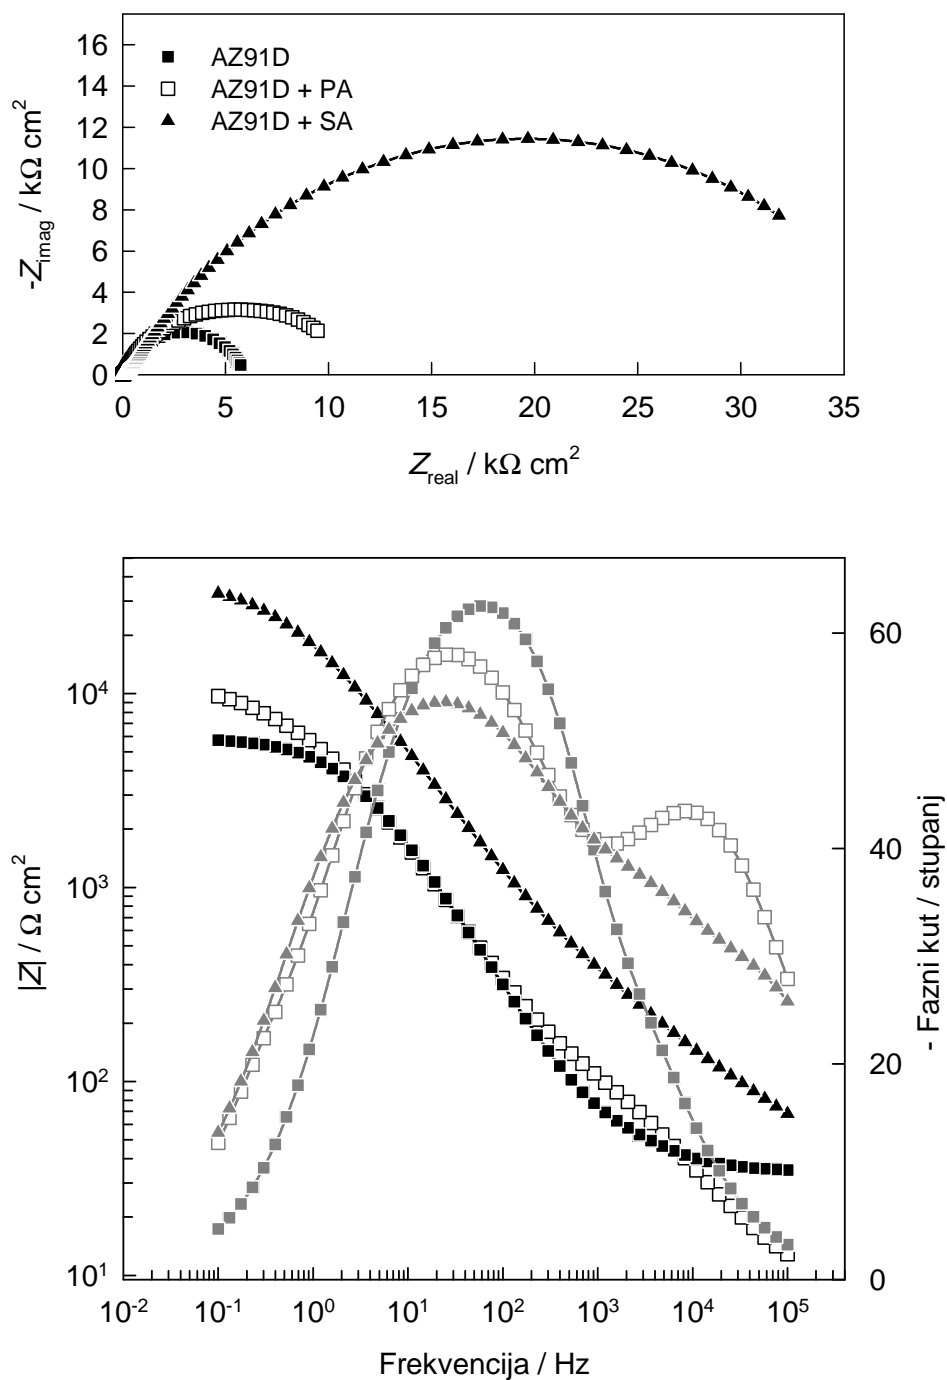 16
14
12
10
8
6
4
2
0
-Z_imag / kΩ cm²
AZ91D
AZ91D + PA
AZ91D + SA
0 5 10 15 20 25 30 35
Z_real / kΩ cm²
10⁴
10³
10²
10¹
|Z| / Ω cm²
60
40
20
0
- Fazni kut / stupanj
10⁻² 10⁻¹ 10⁰ 10¹ 10² 10³ 10⁴ 10⁵
Frekvencija / Hz